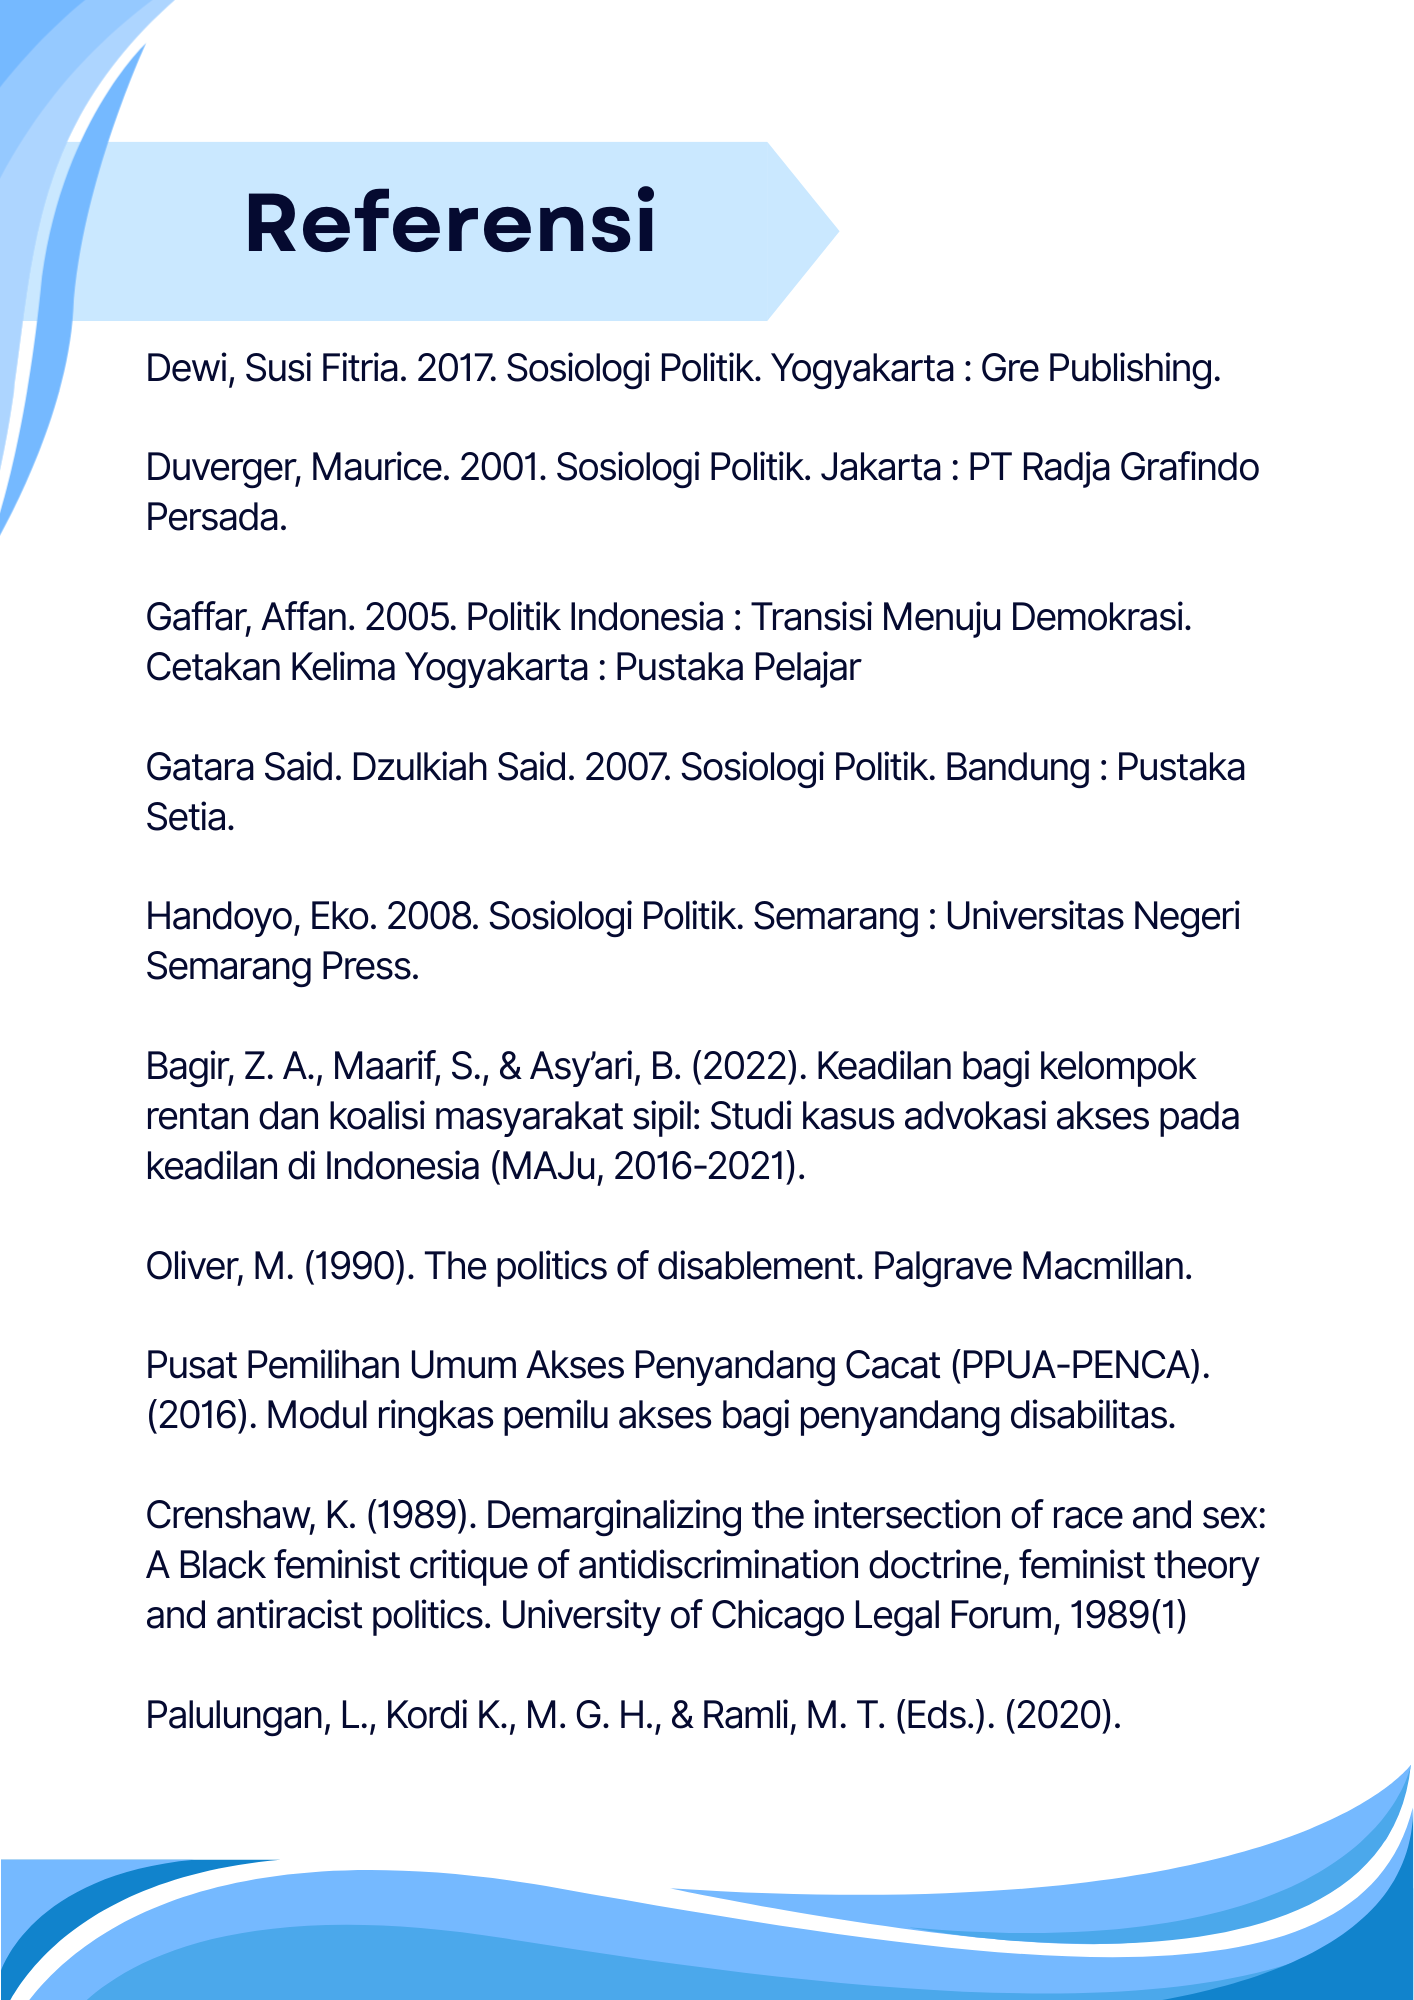 Referensi
Dewi, Susi Fitria. 2017. Sosiologi Politik. Yogyakarta : Gre Publishing.
Duverger, Maurice. 2001. Sosiologi Politik. Jakarta : PT Radja Grafindo
Persada.
Gaffar, Affan. 2005. Politik Indonesia : Transisi Menuju Demokrasi.
Cetakan Kelima Yogyakarta : Pustaka Pelajar
Gatara Said. Dzulkiah Said. 2007. Sosiologi Politik. Bandung : Pustaka
Setia.
Handoyo, Eko. 2008. Sosiologi Politik. Semarang : Universitas Negeri
Semarang Press.
Bagir, Z. A., Maarif, S., & Asy’ari, B. (2022). Keadilan bagi kelompok
rentan dan koalisi masyarakat sipil: Studi kasus advokasi akses pada
keadilan di Indonesia (MAJu, 2016-2021).
Oliver, M. (1990). The politics of disablement. Palgrave Macmillan.
Pusat Pemilihan Umum Akses Penyandang Cacat (PPUA-PENCA).
(2016). Modul ringkas pemilu akses bagi penyandang disabilitas.
Crenshaw, K. (1989). Demarginalizing the intersection of race and sex:
A Black feminist critique of antidiscrimination doctrine, feminist theory
and antiracist politics. University of Chicago Legal Forum, 1989(1)
Palulungan, L., Kordi K., M. G. H., & Ramli, M. T. (Eds.). (2020).